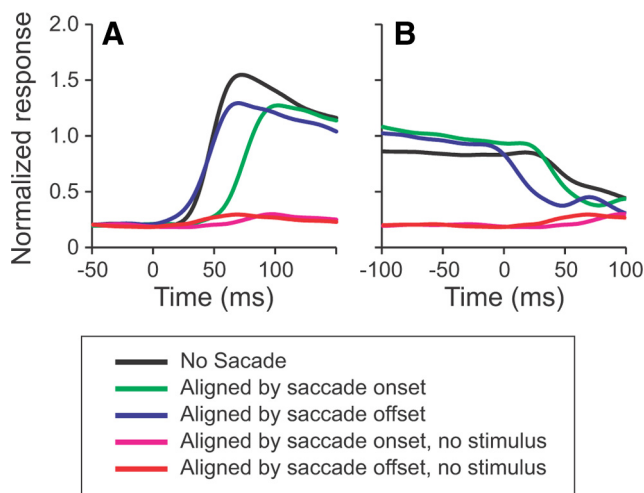 A
B
Normalized response
2.0
1.5
1.0
0.5
0
-50 0 50 100
-100 -50 0 50 100
Time (ms)
Time (ms)
No Sacade
Aligned by saccade onset
Aligned by saccade offset
Aligned by saccade onset, no stimulus
Aligned by saccade offset, no stimulus